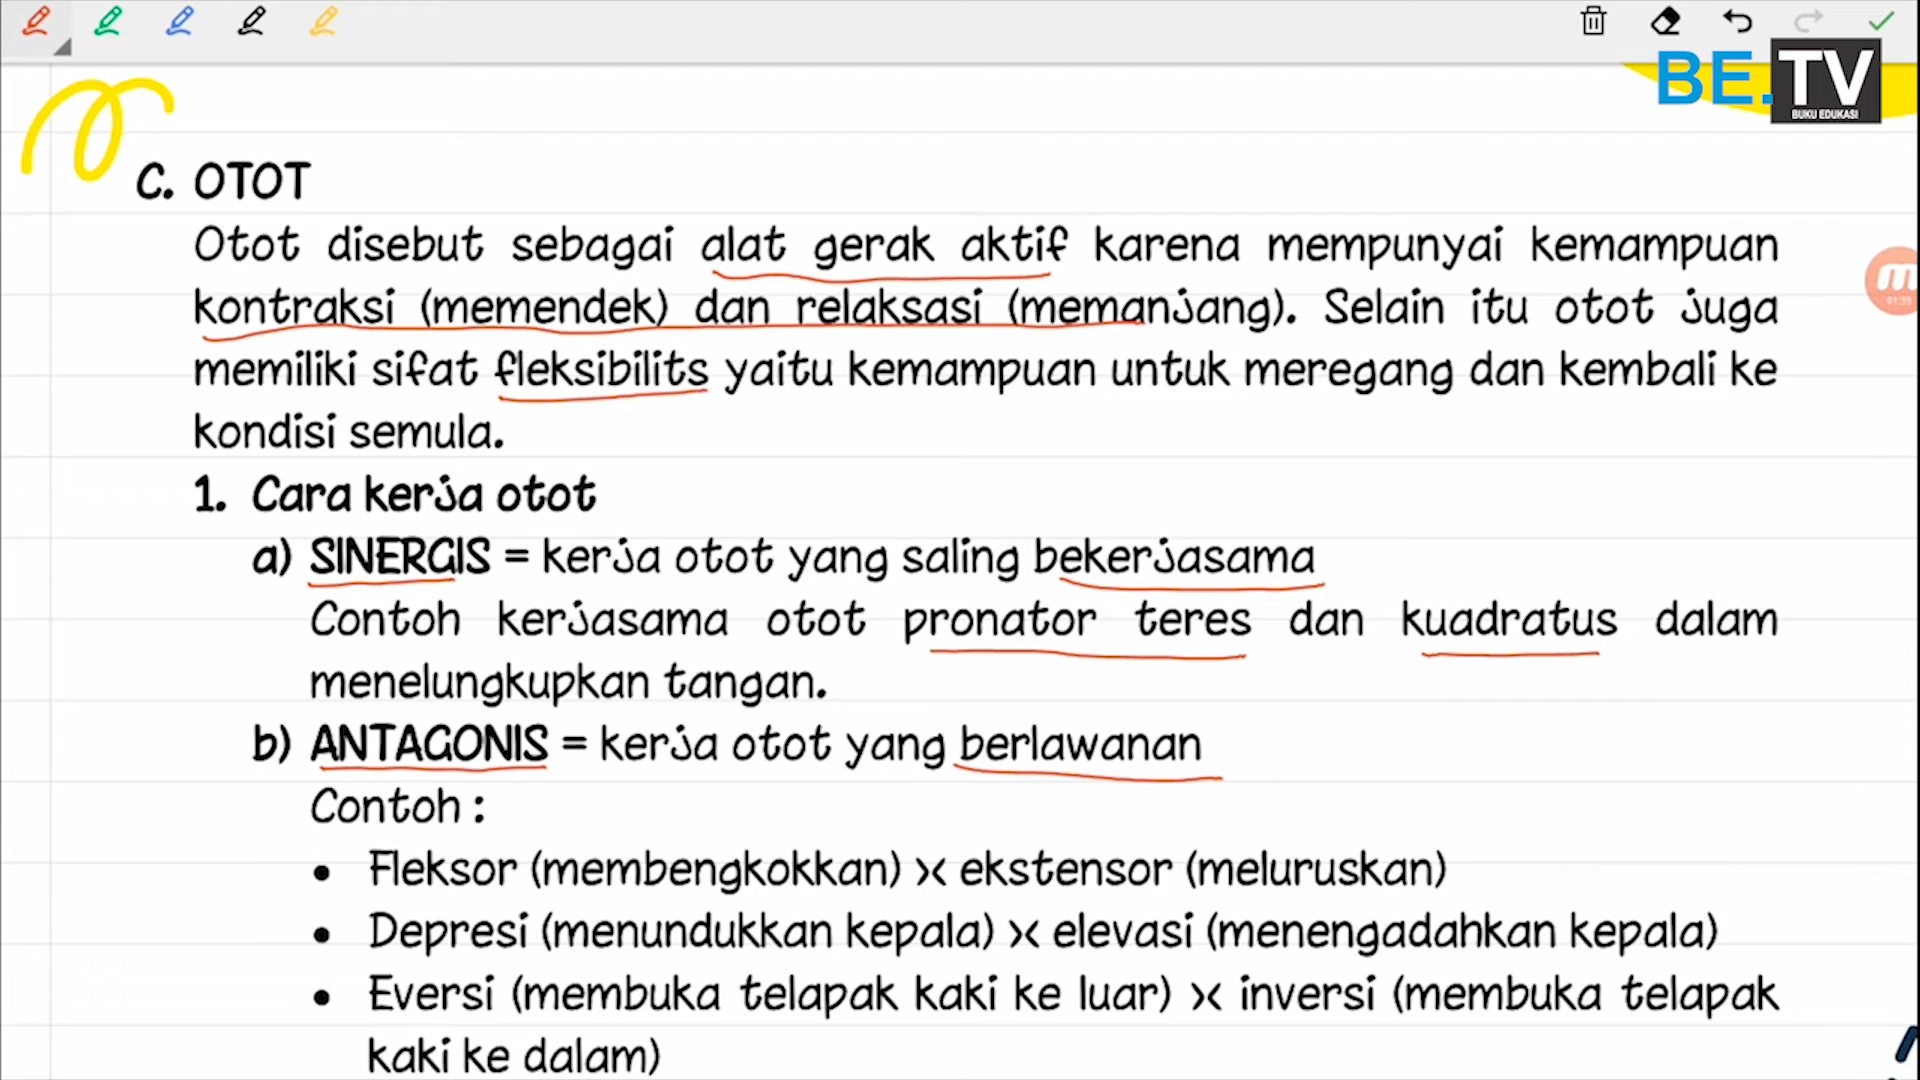 BE.TV
BUKU EDUKASI
C. OTOT
Otot disebut sebagai alat gerak aktif karena mempunyai kemampuan
kontraksi (memendek) dan relaksasi (memanjang). Selain itu otot juga
memiliki sifat fleksibilits yaitu kemampuan untuk meregang dan kembali ke
kondisi semula.
1. Cara kerja otot
a) SINERGIS = kerja otot yang saling bekerjasama
Contoh kerjasama otot pronator teres dan kuadratus dalam
menelungkupkan tangan.
b) ANTAGONIS = kerja otot yang berlawanan
Contoh :
• Fleksor (membengkokkan) >< ekstensor (meluruskan)
• Depresi (menundukkan kepala) >< elevasi (menengadahkan kepala)
• Eversi (membuka telapak kaki ke luar) >< inversi (membuka telapak
kaki ke dalam)